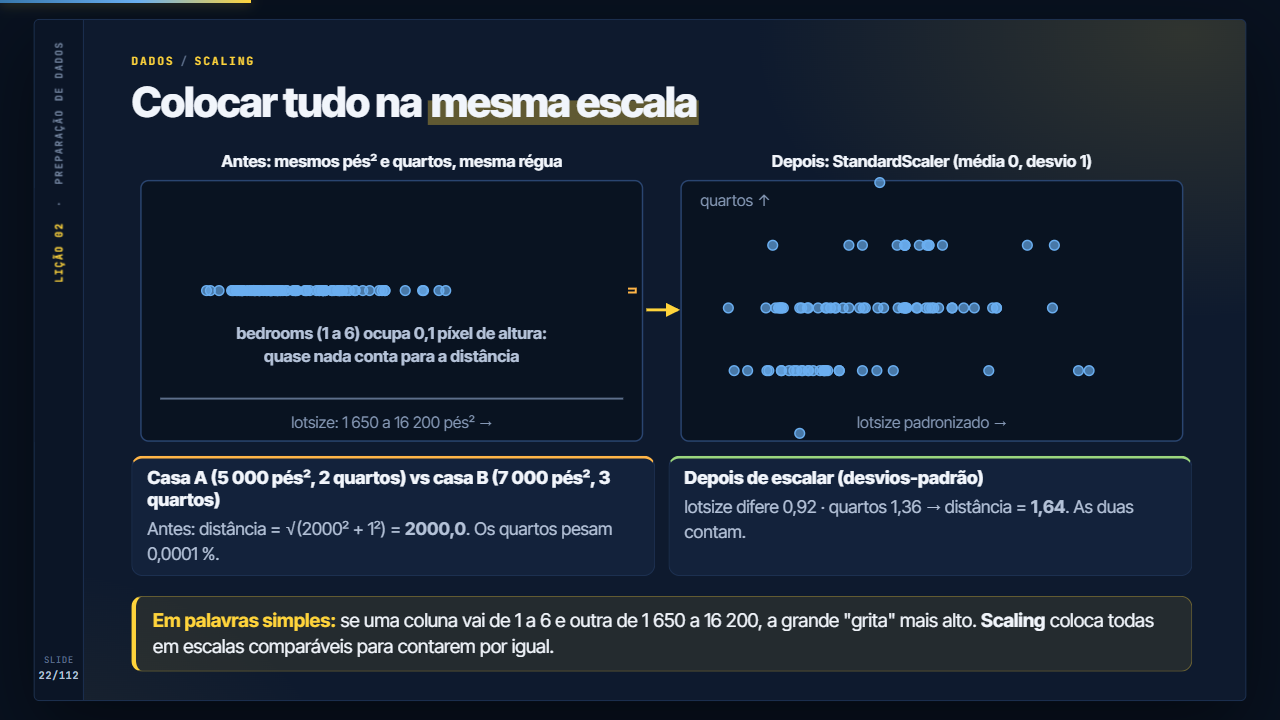 DADOS / SCALING
Colocar tudo na mesma escala
LIÇÃO 02 · PREPARAÇÃO DE DADOS
Antes: mesmos pés² e quartos, mesma régua
bedrooms (1 a 6) ocupa 0,1 píxel de altura:
quase nada conta para a distância
lotsize: 1 650 a 16 200 pés² →
Depois: StandardScaler (média 0, desvio 1)
quartos ↑
lotsize padronizado →
Casa A (5 000 pés², 2 quartos) vs casa B (7 000 pés², 3
quartos)
Antes: distância = √(2000² + 1²) = 2000,0. Os quartos pesam
0,0001 %.
Depois de escalar (desvios-padrão)
lotsize difere 0,92 · quartos 1,36 → distância = 1,64. As duas
contam.
Em palavras simples: se uma coluna vai de 1 a 6 e outra de 1 650 a 16 200, a grande "grita" mais alto. Scaling coloca todas
em escalas comparáveis para contarem por igual.
SLIDE
22/112